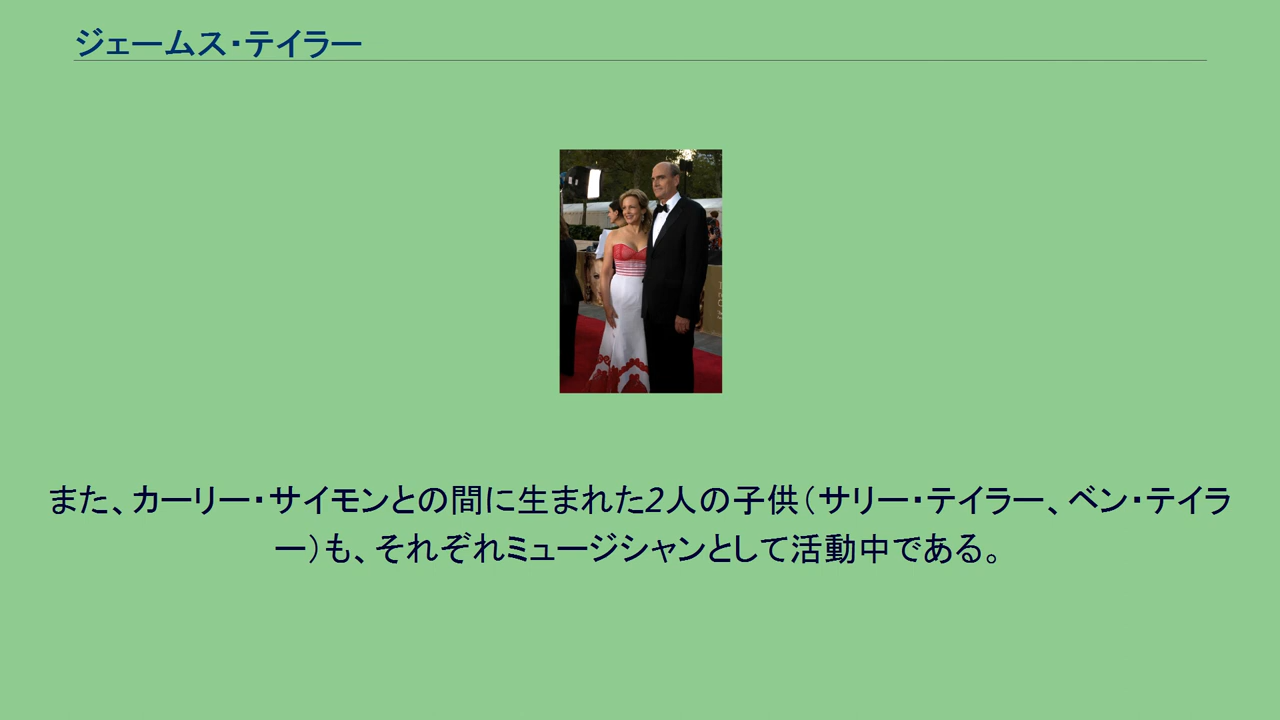 ジェームス・テイラー
また、カーリー・サイモンとの間に生まれた2人の子供（サリー・テイラー、ベン・テイラ
ー）も、それぞれミュージシャンとして活動中である。